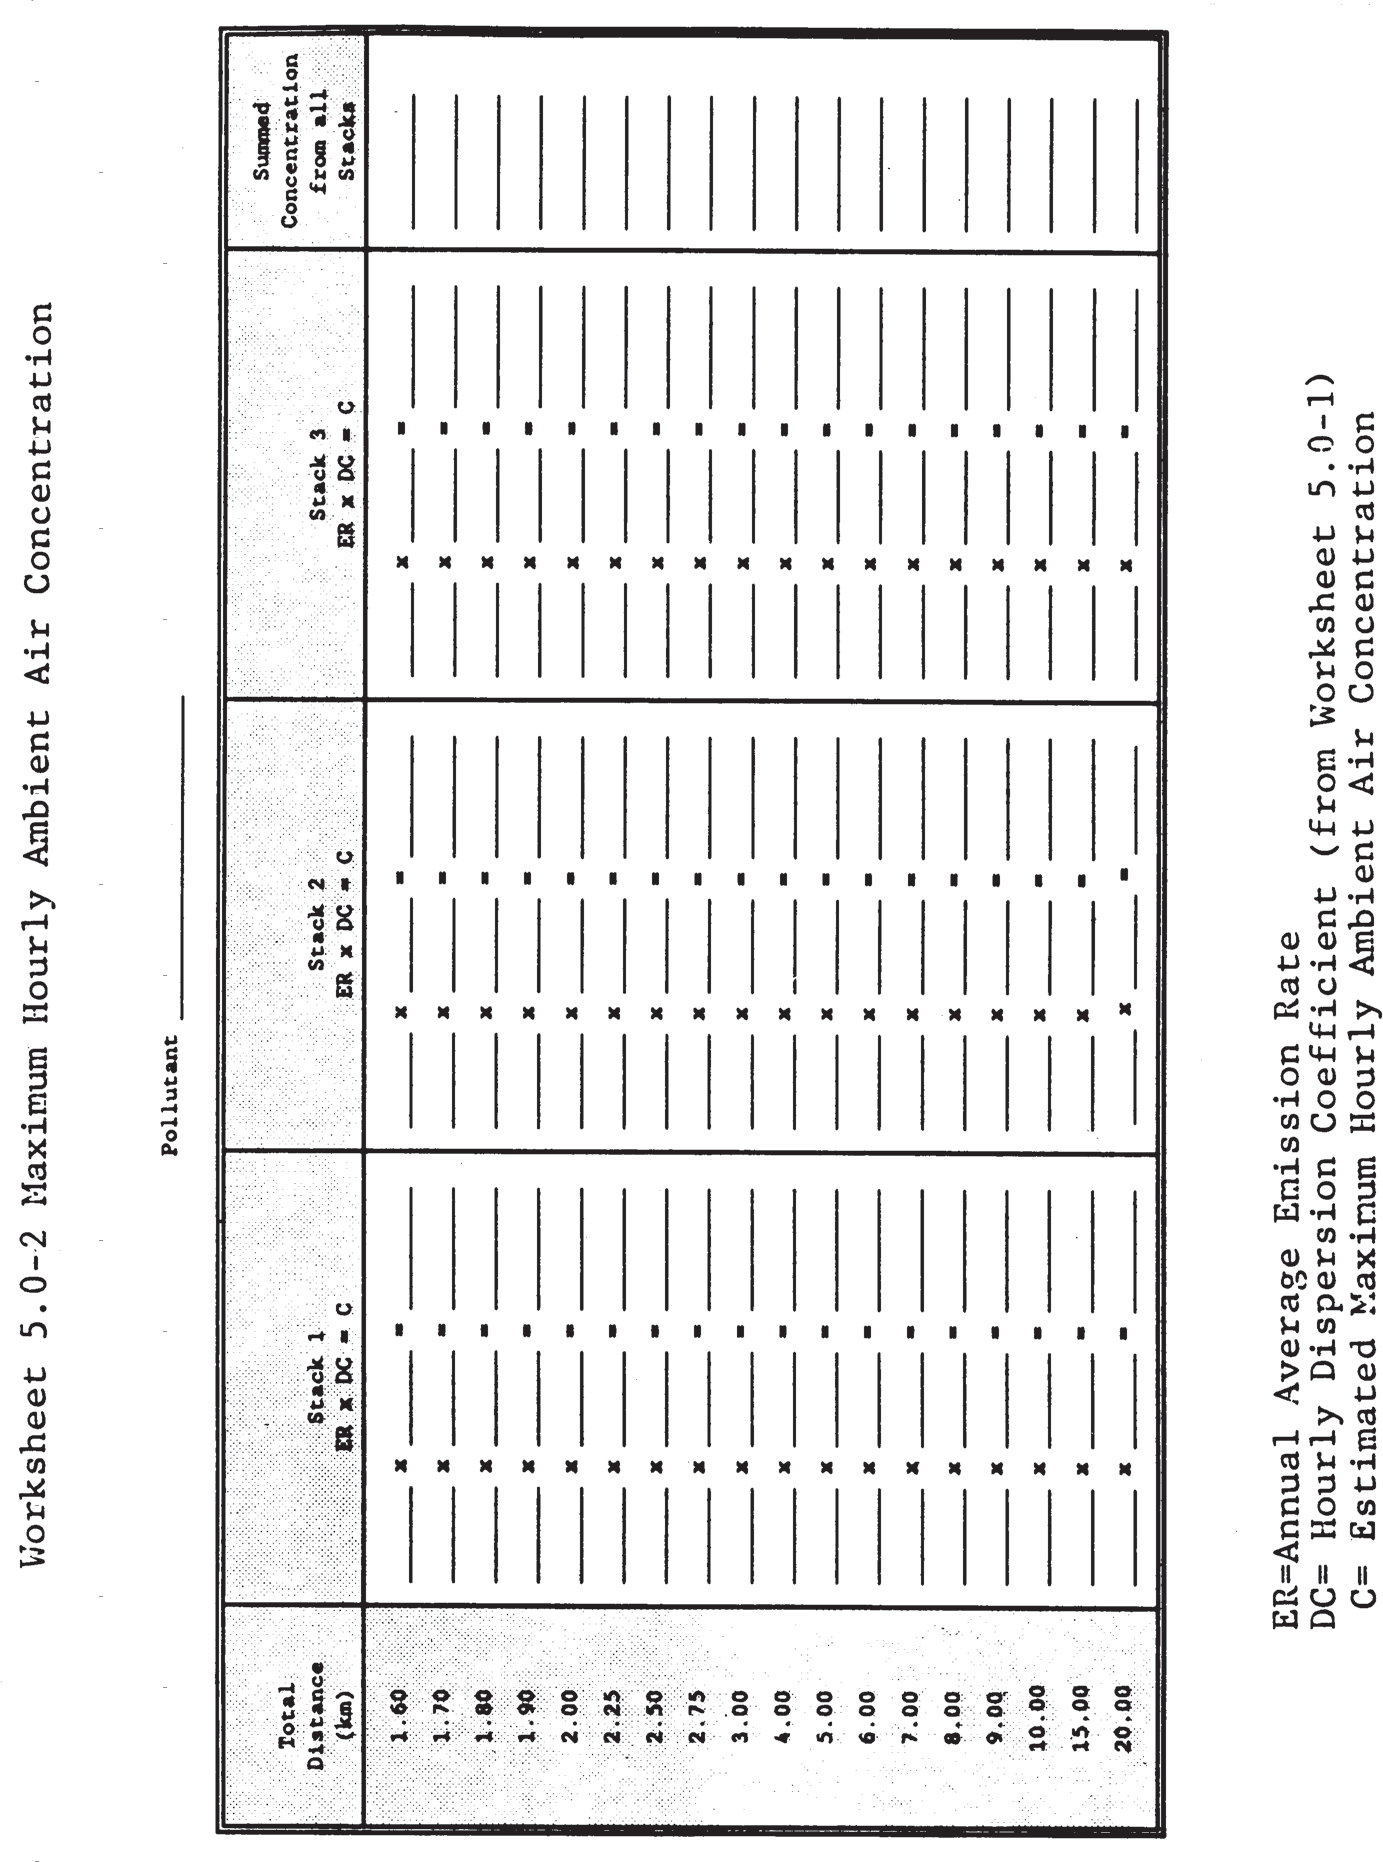 Worksheet 5.0-2 Maximum Hourly Ambient Air Concentration
Pollutant
Total
Distance
(km)
Stack 1
ER x DC = C
Stack 2
ER x DC = C
Stack 3
ER x DC = C
Summed
Concentration
from all
Stacks
1.60 x = x = x =
1.70 x = x = x =
1.80 x = x = x =
1.90 x = x = x =
2.00 x = x = x =
2.25 x = x = x =
2.50 x = x = x =
2.75 x = x = x =
3.00 x = x = x =
4.00 x = x = x =
5.00 x = x = x =
6.00 x = x = x =
7.00 x = x = x =
8.00 x = x = x =
9.00 x = x = x =
10.00 x = x = x =
15.00 x = x = x =
20.00 x = x = x =
ER=Annual Average Emission Rate
DC= Hourly Dispersion Coefficient (from Worksheet 5.0-1)
C= Estimated Maximum Hourly Ambient Air Concentration